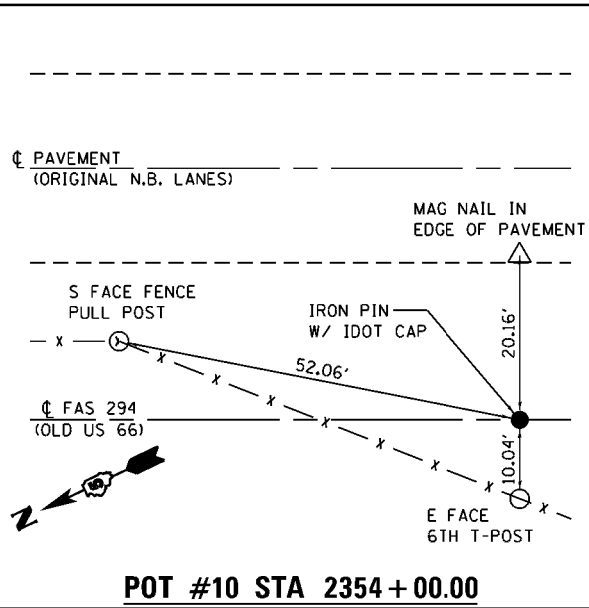 ℄ PAVEMENT
(ORIGINAL N.B. LANES)
MAG NAIL IN
EDGE OF PAVEMENT
S FACE FENCE
PULL POST
IRON PIN
W/ IDOT CAP
20.16'
52.06'
℄ FAS 294
(OLD US 66)
10.04'
N
E FACE
6TH T-POST
POT #10 STA 2354+00.00